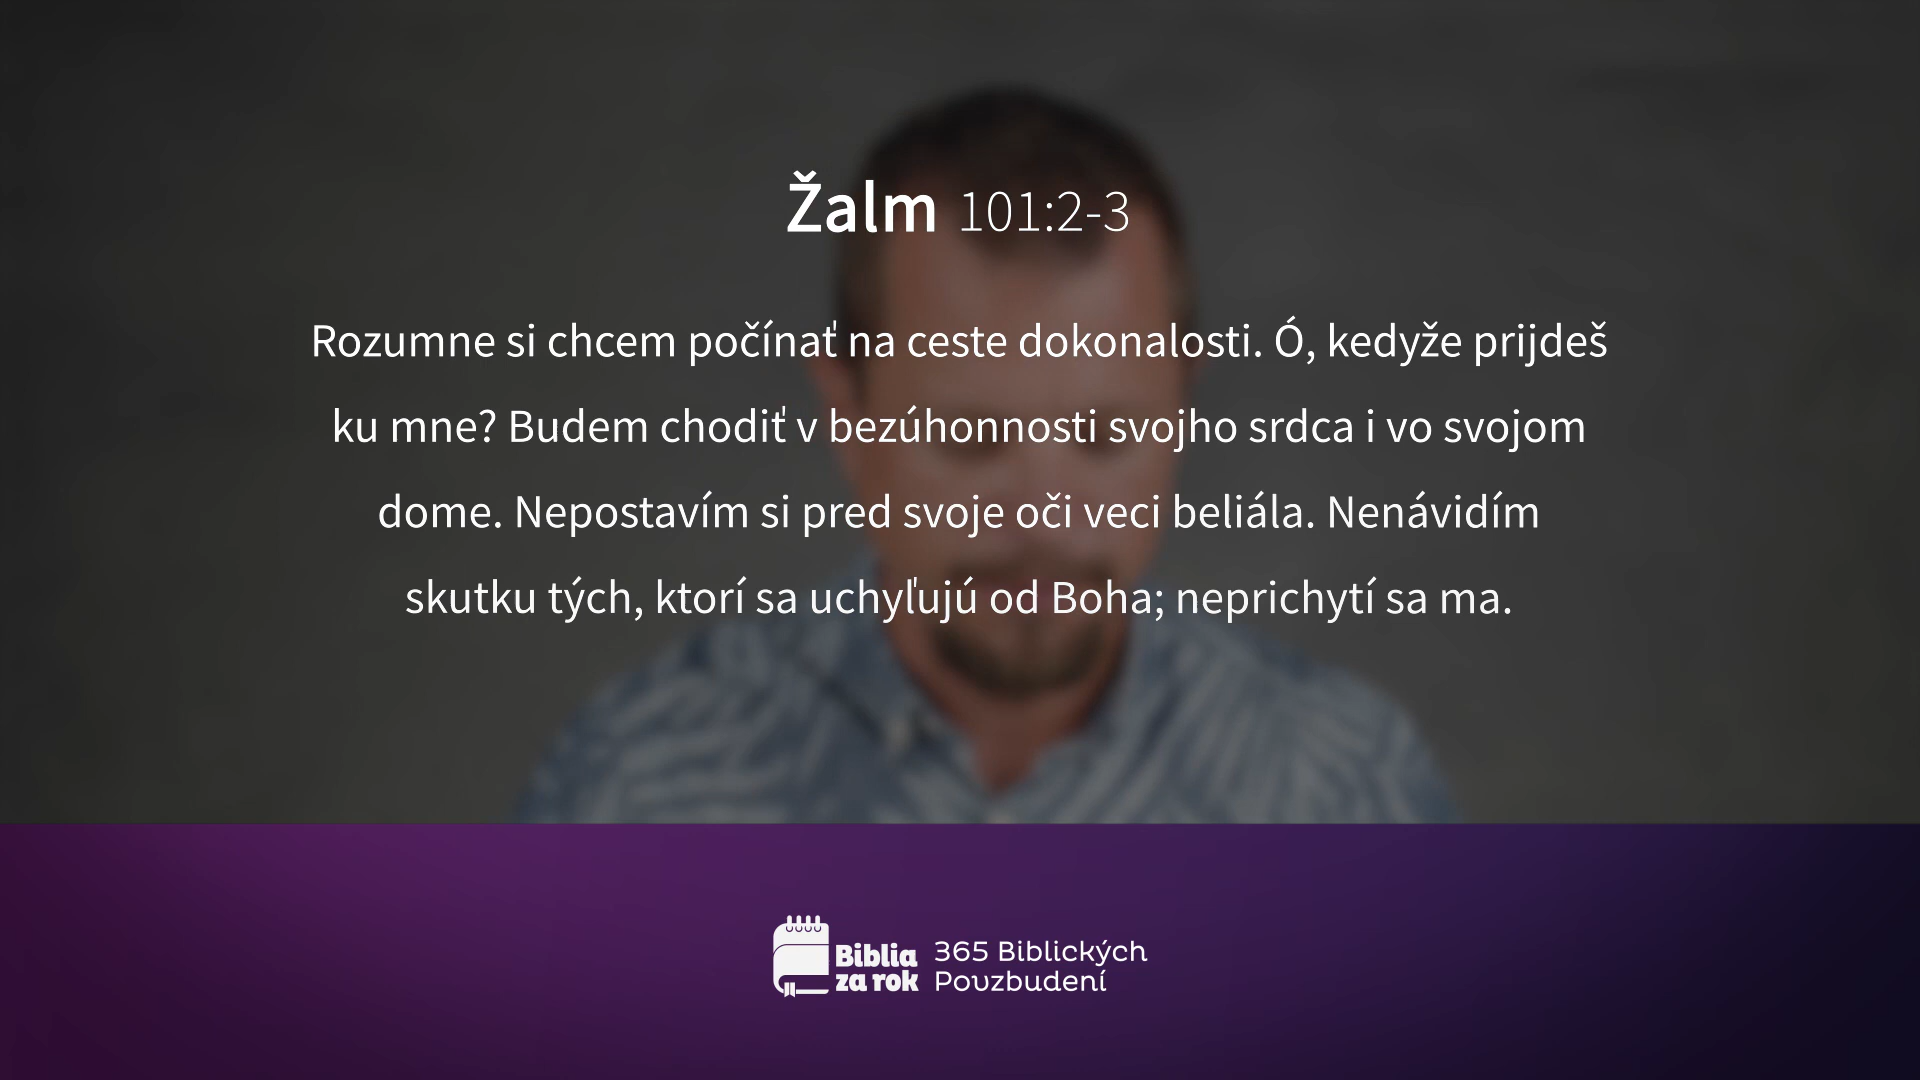 Žalm 101:2-3
Rozumne si chcem počínať na ceste dokonalosti. Ó, kedyže prijdeš
ku mne? Budem chodiť v bezúhonnosti svojho srdca i vo svojom
dome. Nepostavím si pred svoje oči veci beliála. Nenávidím
skutku tých, ktorí sa uchyľujú od Boha; neprichytí sa ma.
Biblia
za rok
365 Biblických
Povzbudení